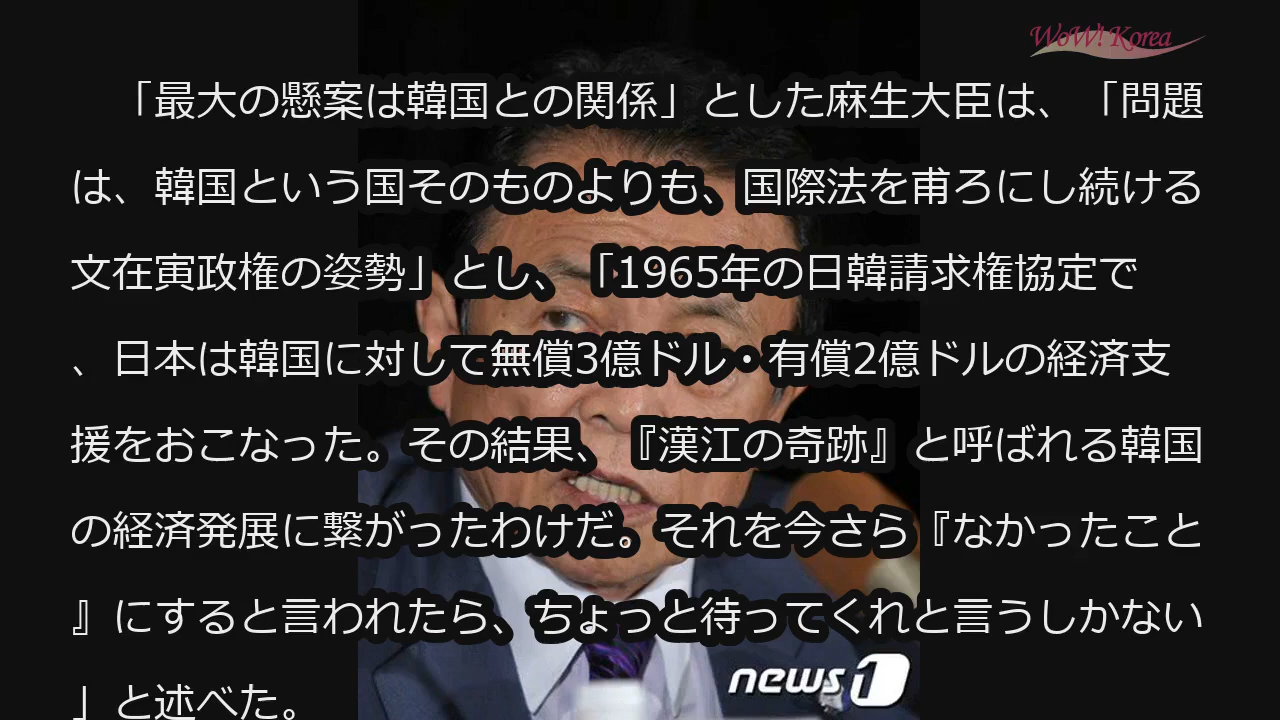 WoW! Korea
「最大の懸案は韓国との関係」とした麻生大臣は、「問題
は、韓国という国そのものよりも、国際法を甫ろにし続ける
文在寅政権の姿勢」とし、「1965年の日韓請求権協定で
、日本は韓国に対して無償3億ドル・有償2億ドルの経済支
援をおこなった。その結果、『漢江の奇跡』と呼ばれる韓国
の経済発展に繋がったわけだ。それを今さら『なかったこと
』にすると言われたら、ちょっと待ってくれと言うしかない
」と述べた。
news1